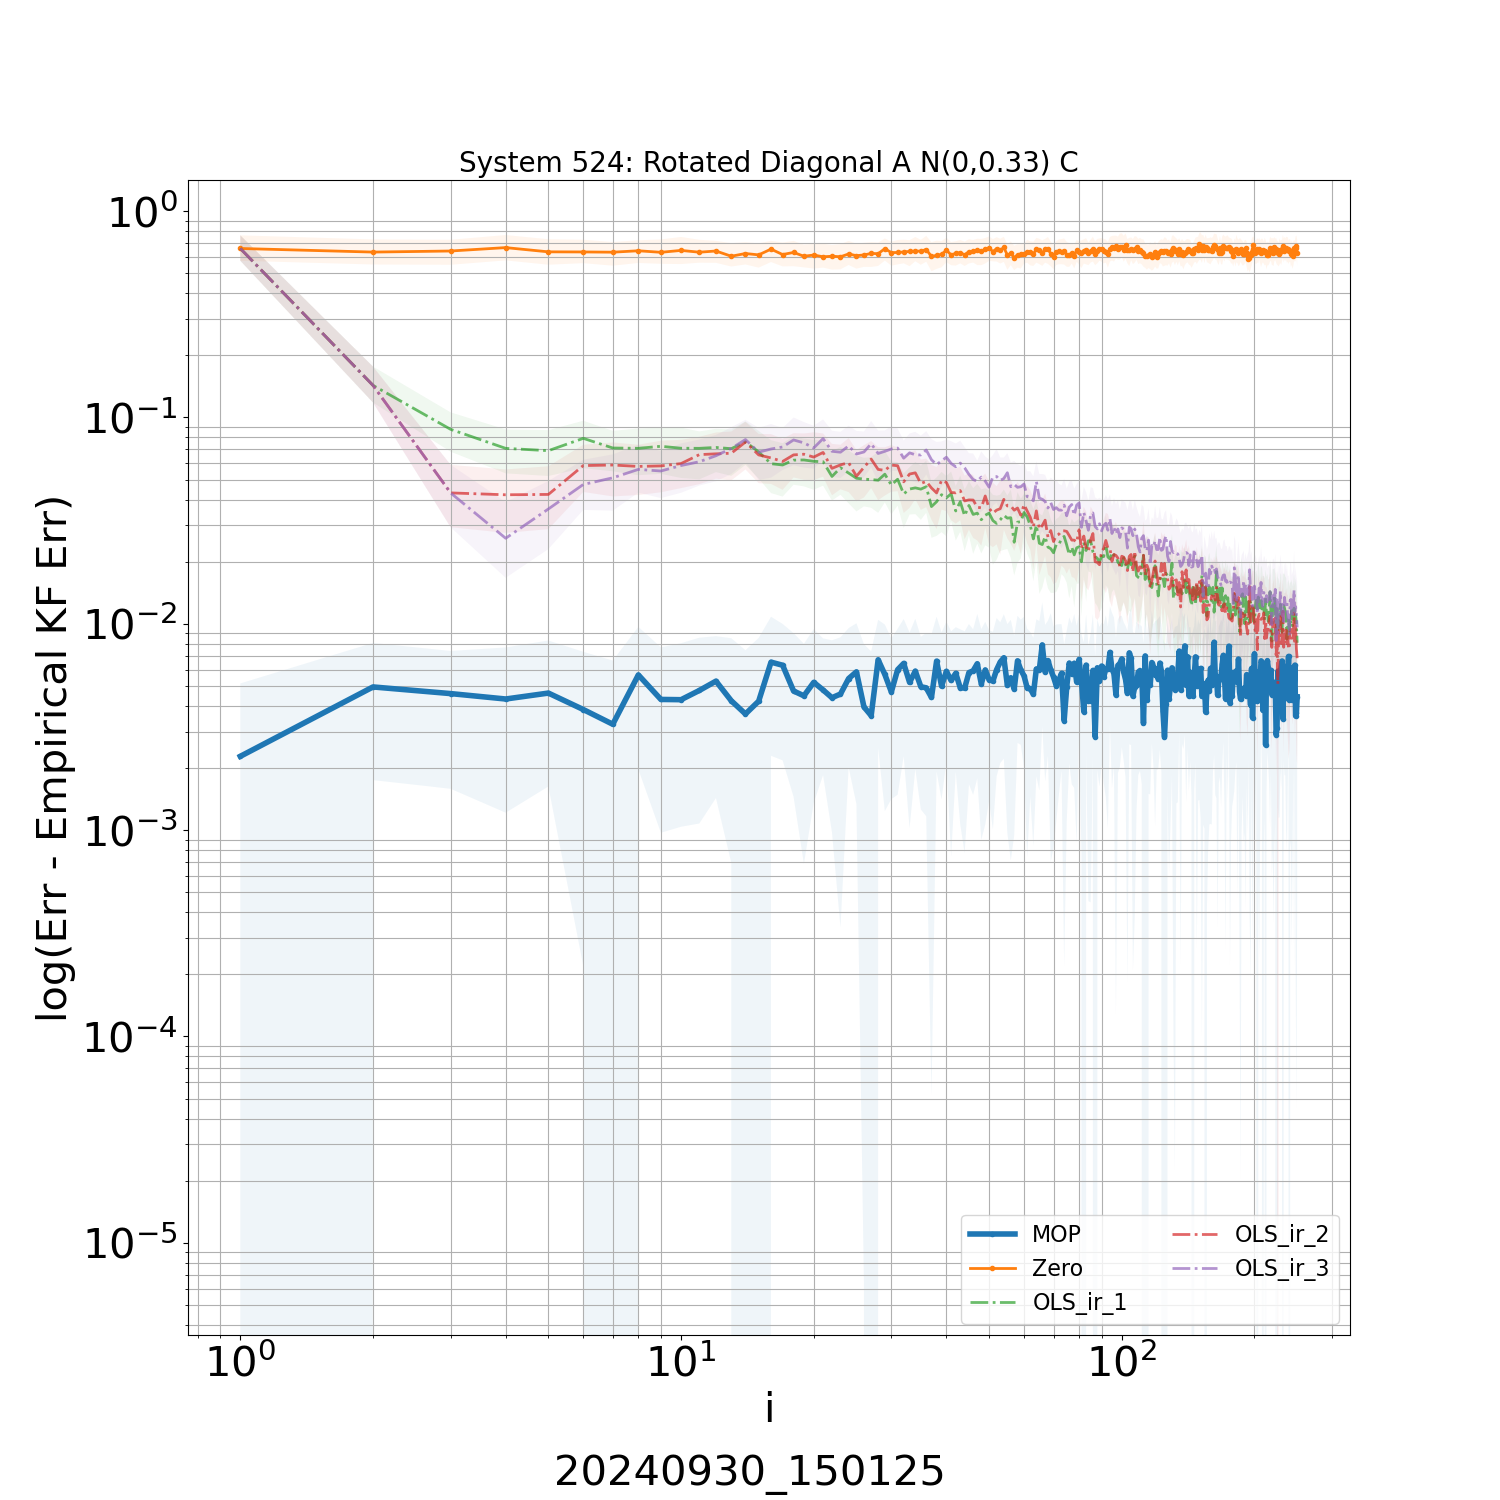 System 524: Rotated Diagonal A N(0,0.33) C
log(Err - Empirical KF Err)
10⁰
10⁻¹
10⁻²
10⁻³
10⁻⁴
10⁻⁵
MOP
Zero
OLS_ir_1
OLS_ir_2
OLS_ir_3
10⁰ 10¹ 10²
i
20240930_150125